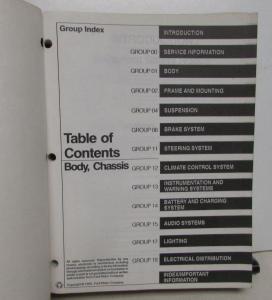 Group Index
INTRODUCTION
GROUP 00 SERVICE INFORMATION
GROUP 01 BODY
GROUP 02 FRAME AND MOUNTING
GROUP 04 SUSPENSION
GROUP 06 BRAKE SYSTEM
GROUP 11 STEERING SYSTEM
GROUP 12 CLIMATE CONTROL SYSTEM
GROUP 13 INSTRUMENTATION AND
WARNING SYSTEMS
GROUP 14 BATTERY AND CHARGING
SYSTEM
GROUP 15 AUDIO SYSTEMS
GROUP 17 LIGHTING
GROUP 18 ELECTRICAL DISTRIBUTION
INDEX/IMPORTANT
INFORMATION
Table of
Contents
Body, Chassis